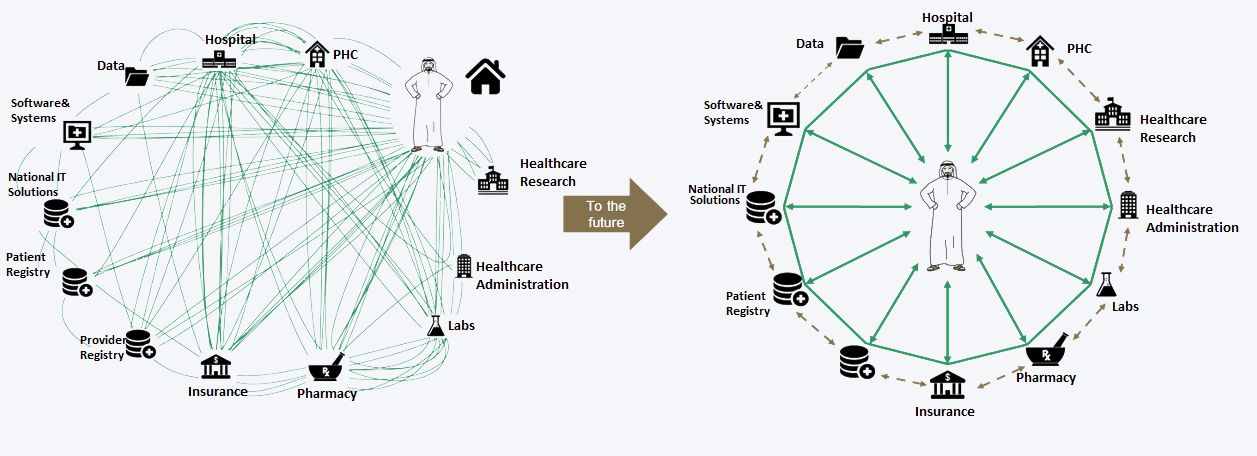 Hospital
PHC
Data
Software&
Systems
National IT
Solutions
Patient
Registry
Provider
Registry
Insurance
Pharmacy
Labs
Healthcare
Administration
Healthcare
Research
To the
future
Hospital
PHC
Data
Software&
Systems
National IT
Solutions
Patient
Registry
Insurance
Pharmacy
Labs
Healthcare
Administration
Healthcare
Research
$
Rx
$
Rx